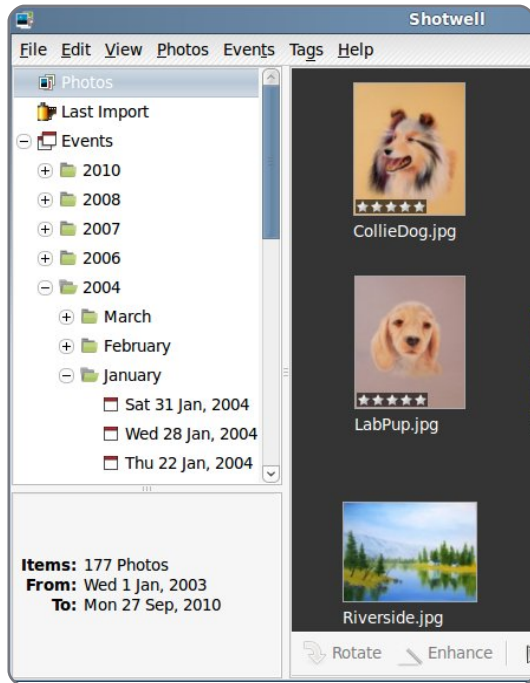 Shotwell
File Edit View Photos Events Tags Help
Photos
Last Import
Events
2010
2008
2007
2006
2004
March
February
January
Sat 31 Jan, 2004
Wed 28 Jan, 2004
Thu 22 Jan, 2004
Items: 177 Photos
From: Wed 1 Jan, 2003
To: Mon 27 Sep, 2010
CollieDog.jpg
LabPup.jpg
Riverside.jpg
Rotate Enhance